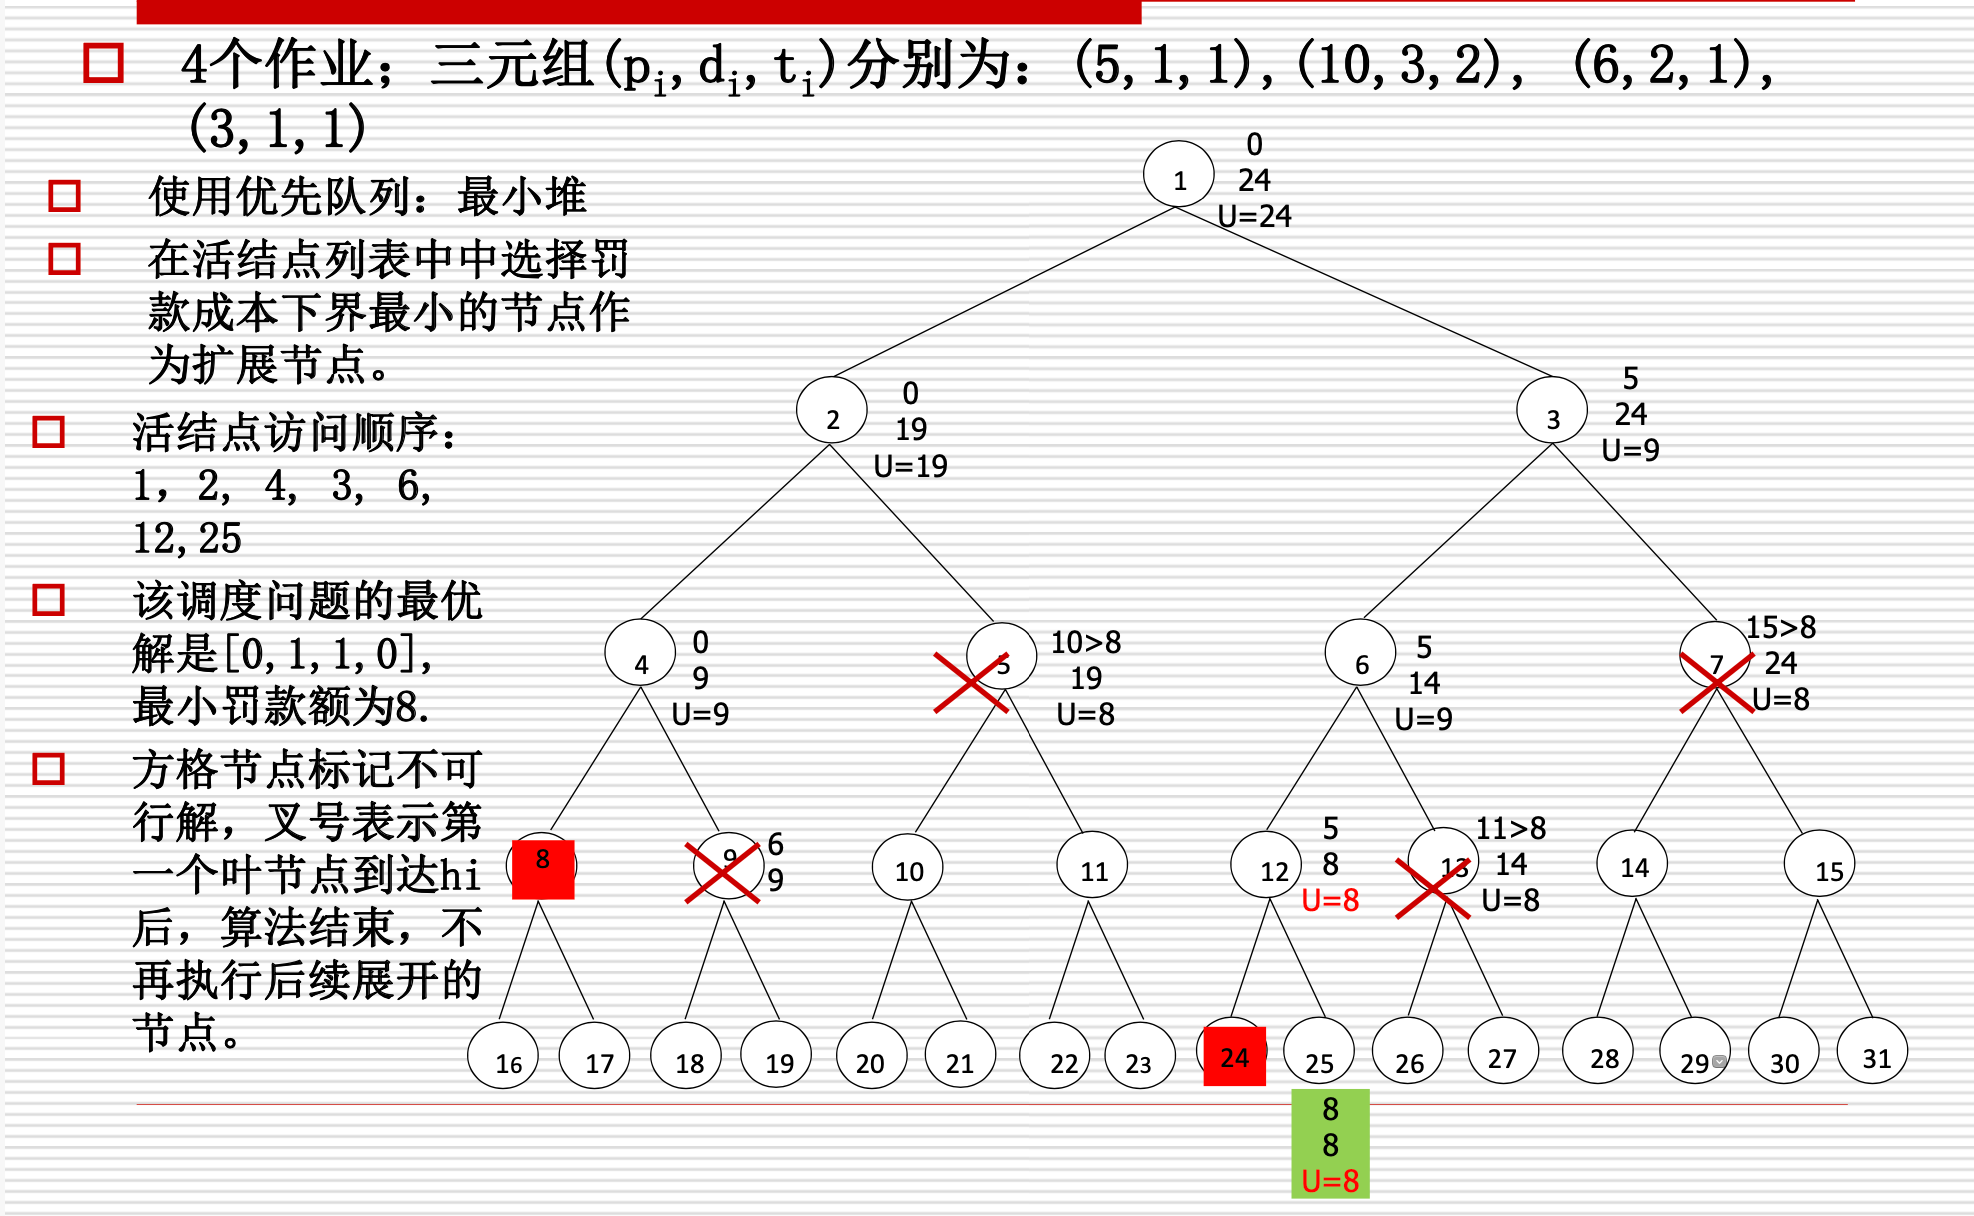 4个作业；三元组(pi,di,ti)分别为：(5,1,1),(10,3,2), (6,2,1),
(3,1,1)
使用优先队列：最小堆
在活结点列表中中选择罚
款成本下界最小的节点作
为扩展节点。
活结点访问顺序：
1，2, 4, 3, 6,
12,25
该调度问题的最优
解是[0,1,1,0],
最小罚款额为8.
方格节点标记不可
行解，叉号表示第
一个叶节点到达hi
后，算法结束，不
再执行后续展开的
节点。
1
0
24
U=24
2
0
19
U=19
3
5
24
U=9
4
0
9
U=9
5
10>8
19
U=8
6
5
14
U=9
7
15>8
24
U=8
8
9
6
9
10
11
12
5
8
U=8
13
11>8
14
U=8
14
15
16
17
18
19
20
21
22
23
24
25
26
27
28
29
30
31
8
8
U=8